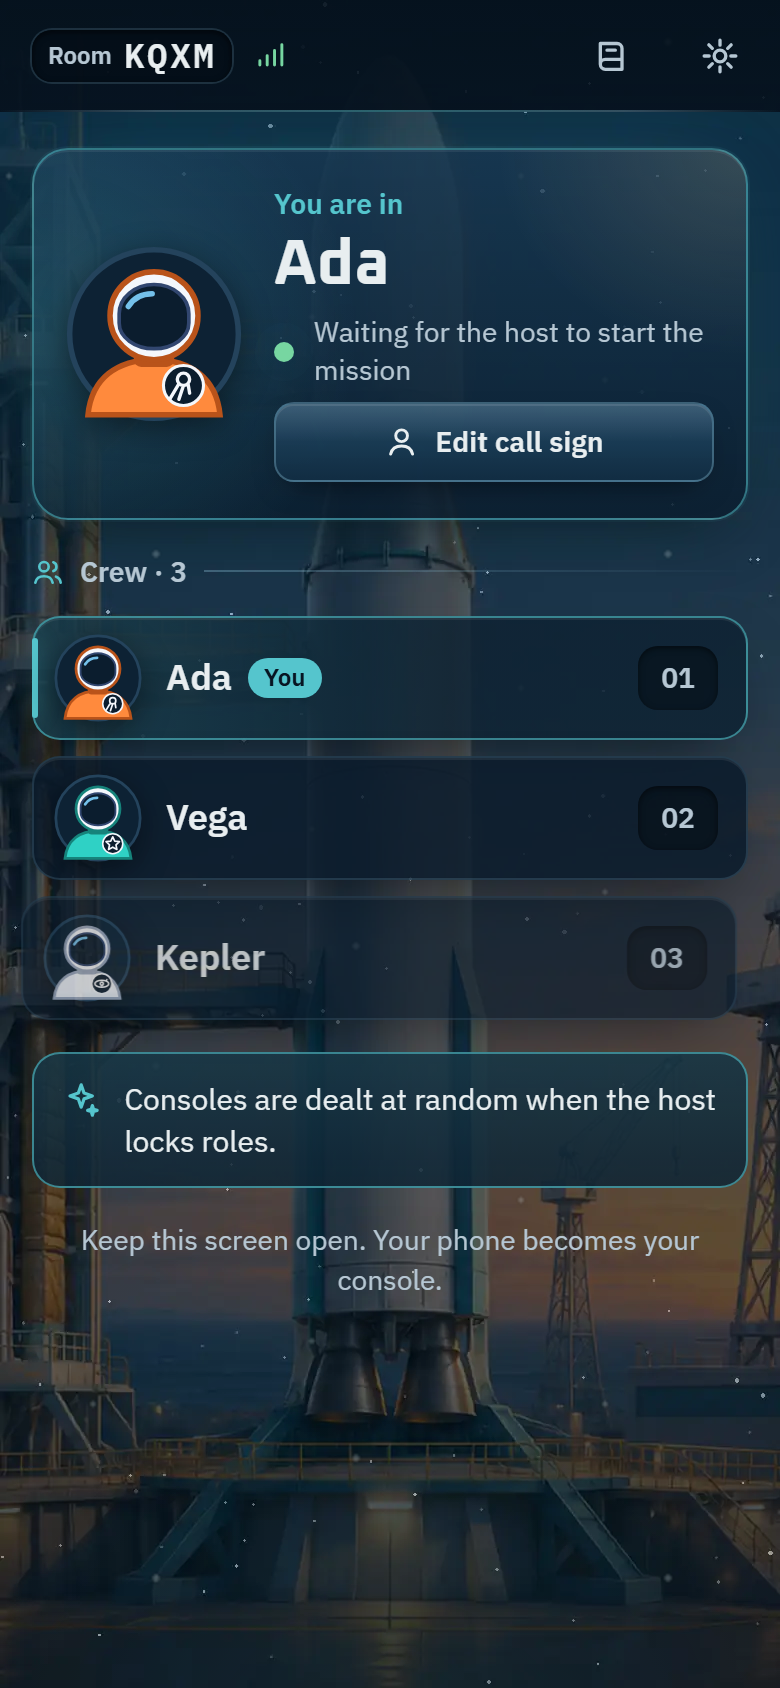 Room KQXM
You are in
Ada
Waiting for the host to start the
mission
Edit call sign
Crew · 3
Ada You 01
Vega 02
Kepler 03
Consoles are dealt at random when the host
locks roles.
Keep this screen open. Your phone becomes your
console.